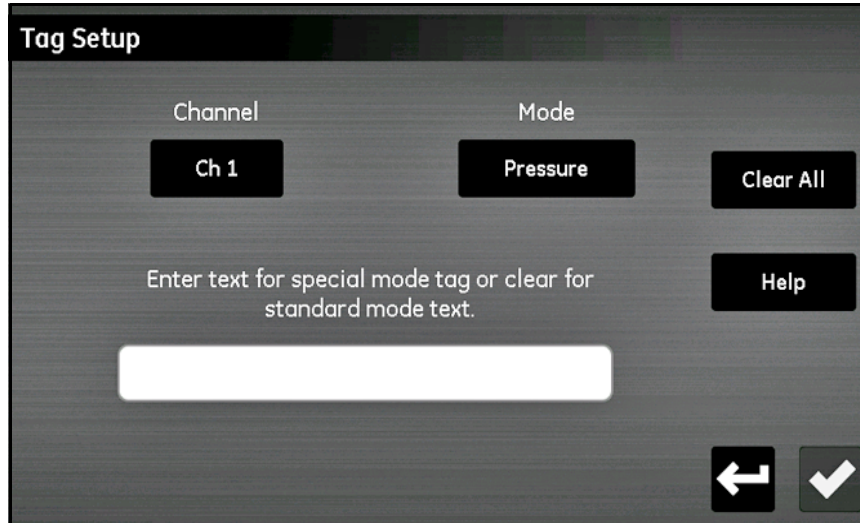 Tag Setup
Channel
Mode
Ch 1
Pressure
Clear All
Enter text for special mode tag or clear for
standard mode text.
Help